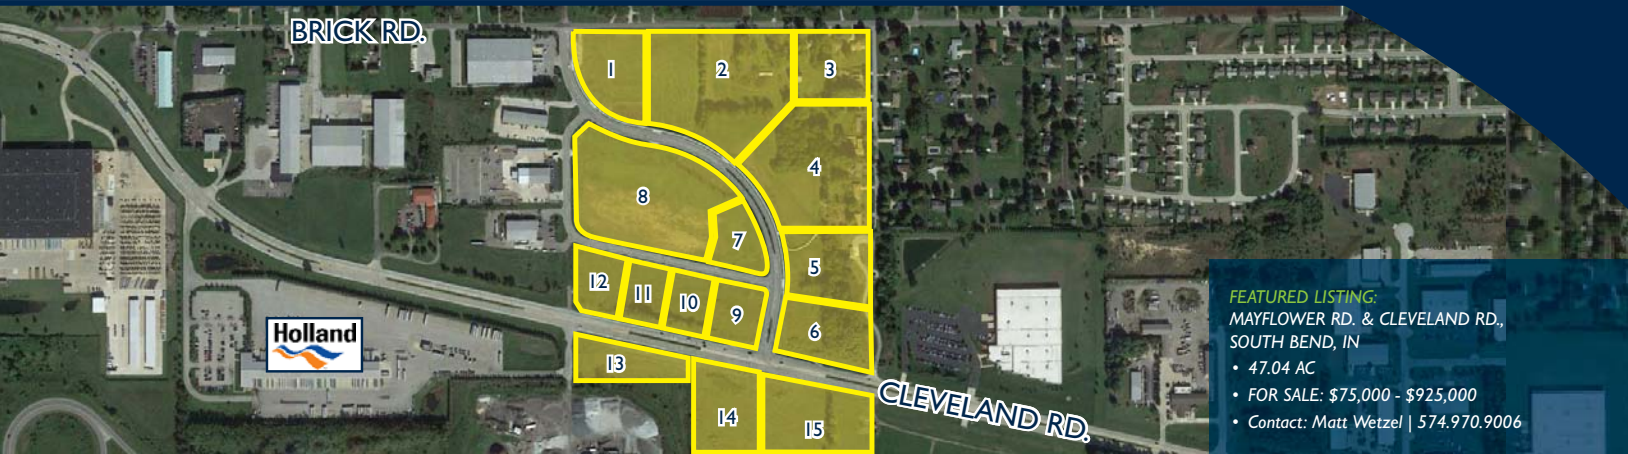 BRICK RD.
1
2
3
4
8
7
5
12
11
10
9
6
Holland
13
14
15
CLEVELAND RD.
FEATURED LISTING:
MAYFLOWER RD. & CLEVELAND RD.,
SOUTH BEND, IN
• 47.04 AC
• FOR SALE: $75,000 - $925,000
• Contact: Matt Wetzel | 574.970.9006